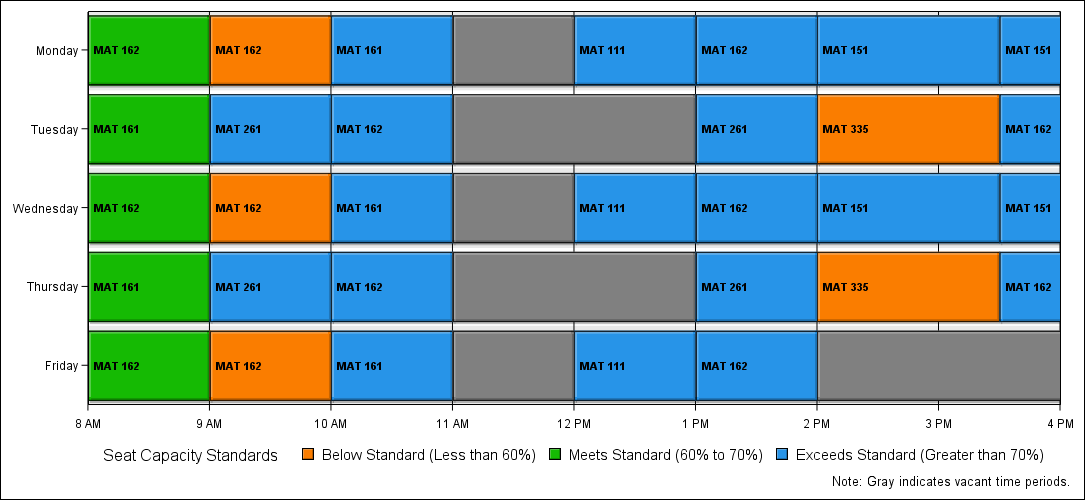 Monday MAT 162 MAT 162 MAT 161 MAT 111 MAT 162 MAT 151 MAT 151
Tuesday MAT 161 MAT 261 MAT 162 MAT 261 MAT 335 MAT 162
Wednesday MAT 162 MAT 162 MAT 161 MAT 111 MAT 162 MAT 151 MAT 151
Thursday MAT 161 MAT 261 MAT 162 MAT 261 MAT 335 MAT 162
Friday MAT 162 MAT 162 MAT 161 MAT 111 MAT 162
8 AM 9 AM 10 AM 11 AM 12 PM 1 PM 2 PM 3 PM 4 PM
Seat Capacity Standards Below Standard (Less than 60%) Meets Standard (60% to 70%) Exceeds Standard (Greater than 70%)
Note: Gray indicates vacant time periods.